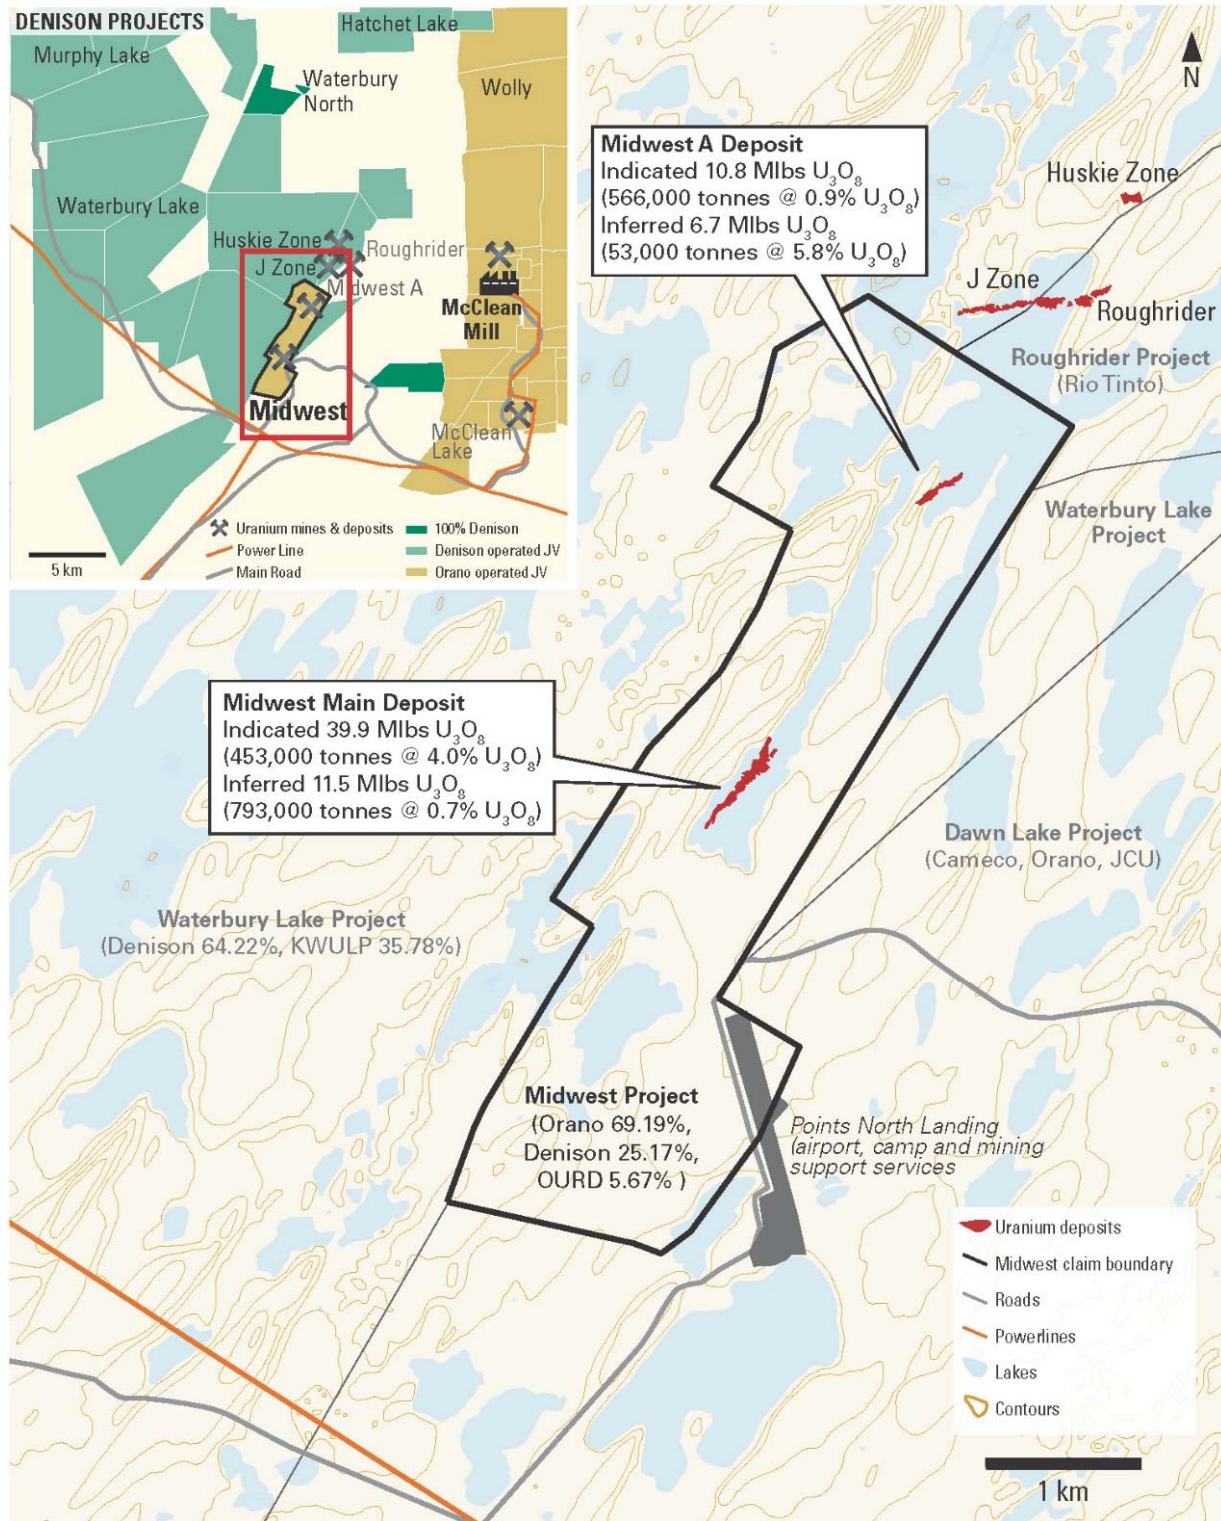 DENISON PROJECTS
Murphy Lake
Hatchet Lake
Waterbury
North
Wolly
Waterbury Lake
Huskie Zone
Roughrider
J Zone
Midwest A
McClean
Mill
Midwest
McClean
Lake
Uranium mines & deposits
Power Line
Main Road
100% Denison
Denison operated JV
Orano operated JV
5 km
N
Midwest A Deposit
Indicated 10.8 Mlbs U₃O₈
(566,000 tonnes @ 0.9% U₃O₈)
Inferred 6.7 Mlbs U₃O₈
(53,000 tonnes @ 5.8% U₃O₈)
Huskie Zone
J Zone
Roughrider
Roughrider Project
(Rio Tinto)
Waterbury Lake
Project
Midwest Main Deposit
Indicated 39.9 Mlbs U₃O₈
(453,000 tonnes @ 4.0% U₃O₈)
Inferred 11.5 Mlbs U₃O₈
(793,000 tonnes @ 0.7% U₃O₈)
Dawn Lake Project
(Cameco, Orano, JCU)
Waterbury Lake Project
(Denison 64.22%, KWULP 35.78%)
Midwest Project
(Orano 69.19%,
Denison 25.17%,
OURD 5.67% )
Points North Landing
(airport, camp and mining
support services
Uranium deposits
Midwest claim boundary
Roads
Powerlines
Lakes
Contours
1 km